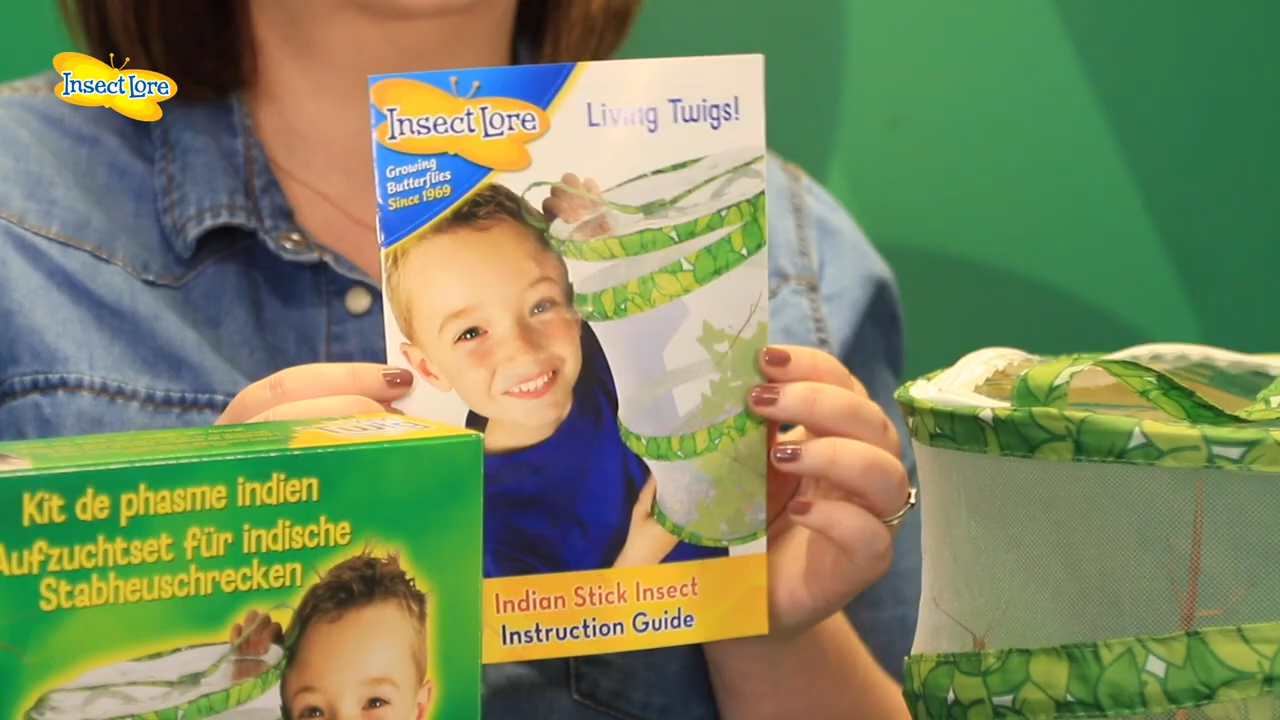 Insect Lore
Insect Lore
Living Twigs!
Growing
Butterflies
Since 1969
Indian Stick Insect
Instruction Guide
Kit de phasme indien
Aufzuchtset für indische
Stabheuschrecken